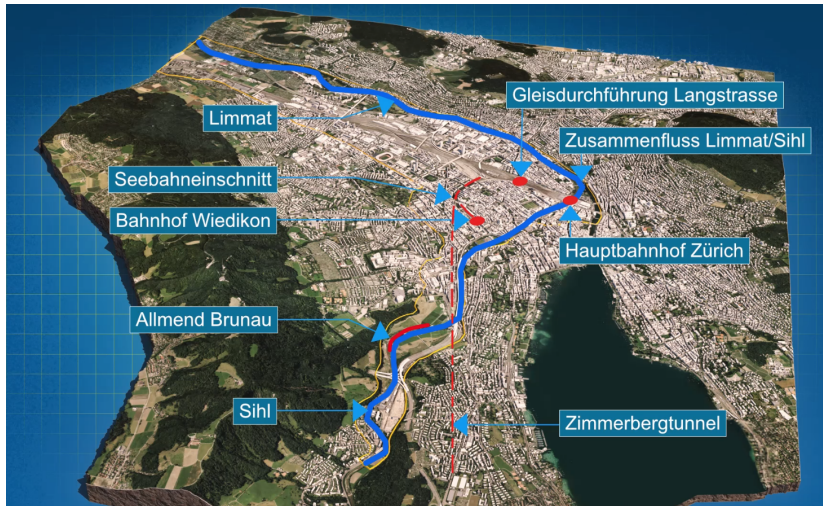 Gleisdurchführung Langstrasse
Limmat
Zusammenfluss Limmat/Sihl
Seebahneinschnitt
Bahnhof Wiedikon
Hauptbahnhof Zürich
Allmend Brunau
Sihl
Zimmerbergtunnel